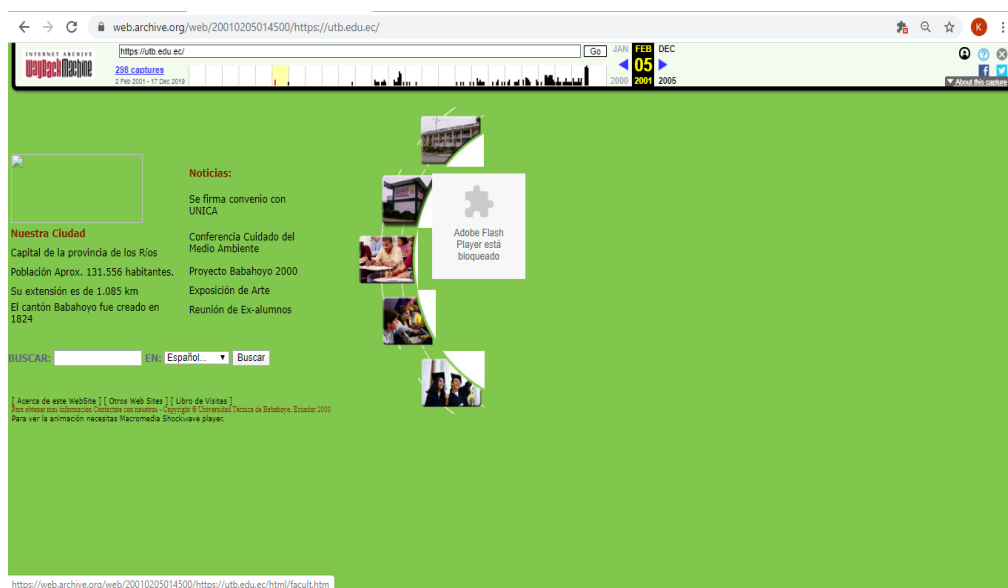 web.archive.org/web/20010205014500/https://utb.edu.ec/
K
INTERNET ARCHIVE
WayBackMachine
https://utb.edu.ec/
Go
JAN FEB DEC
298 captures
05
2 Feb 2001 - 17 Dec 2019
2000 2001 2005
About this capture
Noticias:
Se firma convenio con
UNICA
Conferencia Cuidado del
Medio Ambiente
Proyecto Babahoyo 2000
Exposición de Arte
Reunión de Ex-alumnos
Nuestra Ciudad
Capital de la provincia de los Ríos
Población Aprox. 131.556 habitantes.
Su extensión es de 1.085 km
El cantón Babahoyo fue creado en
1824
Adobe Flash
Player está
bloqueado
BUSCAR: EN: Español... Buscar
[ Acerca de este WebSite ] [ Otros Web Sites ] [ Libro de Visitas ]
Para obtener mas información Contactate con nosotros - Copyright © Universidad Tecnica de Babahoyo, Ecuador 2000
Para ver la animación necesitas Macromedia Shockwave player.
https://web.archive.org/web/20010205014500/https://utb.edu.ec/html/facult.htm